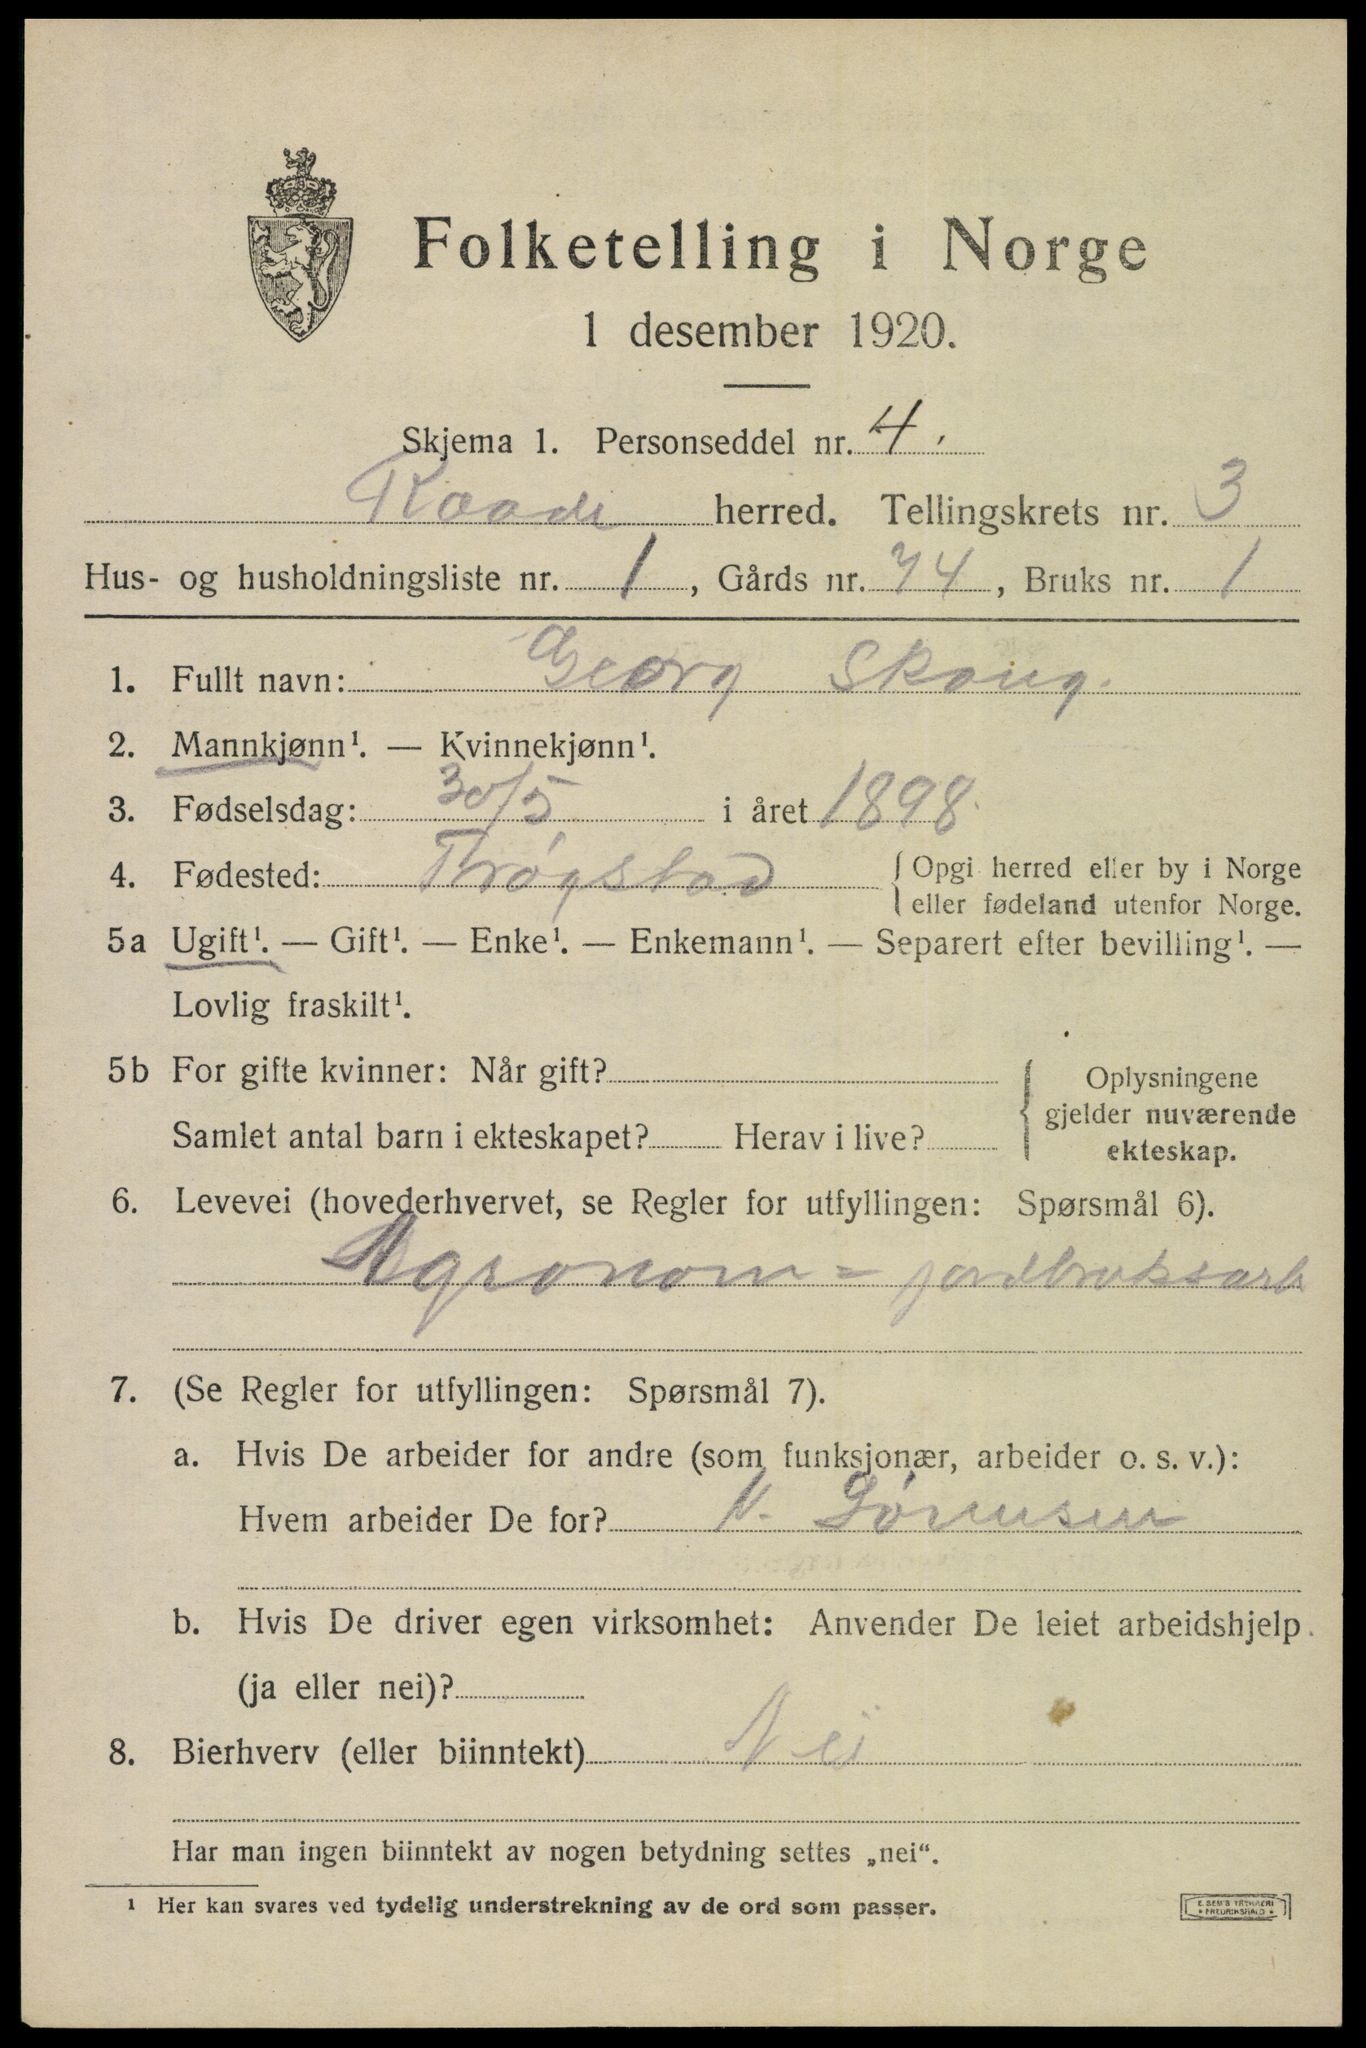 Folketelling i Norge
1 desember 1920.
Skjema 1. Personseddel nr. 4.
Raade herred. Tellingskrets nr. 3
Hus- og husholdningsliste nr. 1, Gårds nr. 74, Bruks nr. 1
1. Fullt navn: Georg Skaug.
2. Mannkjønn¹. — Kvinnekjønn¹.
3. Fødselsdag: 30/5 i året 1898
4. Fødested: Trøgstad { Opgi herred eller by i Norge
eller fødeland utenfor Norge.
5a Ugift¹. — Gift¹. — Enke¹. — Enkemann¹. — Separert efter bevilling¹. —
Lovlig fraskilt¹.
5b For gifte kvinner: Når gift?
Samlet antal barn i ekteskapet? Herav i live?
{ Oplysningene
gjelder nuværende
ekteskap.
6. Levevei (hovederhvervet, se Regler for utfyllingen: Spørsmål 6).
Agronom = jordbruksarb
7. (Se Regler for utfyllingen: Spørsmål 7).
a. Hvis De arbeider for andre (som funksjonær, arbeider o. s. v.):
Hvem arbeider De for? N. Sørensen
b. Hvis De driver egen virksomhet: Anvender De leiet arbeidshjelp
(ja eller nei)?
8. Bierhverv (eller biinntekt) Nei
Har man ingen biinntekt av nogen betydning settes „nei“.
¹ Her kan svares ved tydelig understrekning av de ord som passer.
E. SEM'S TRYKKERI
* FREDRIKSHALD *